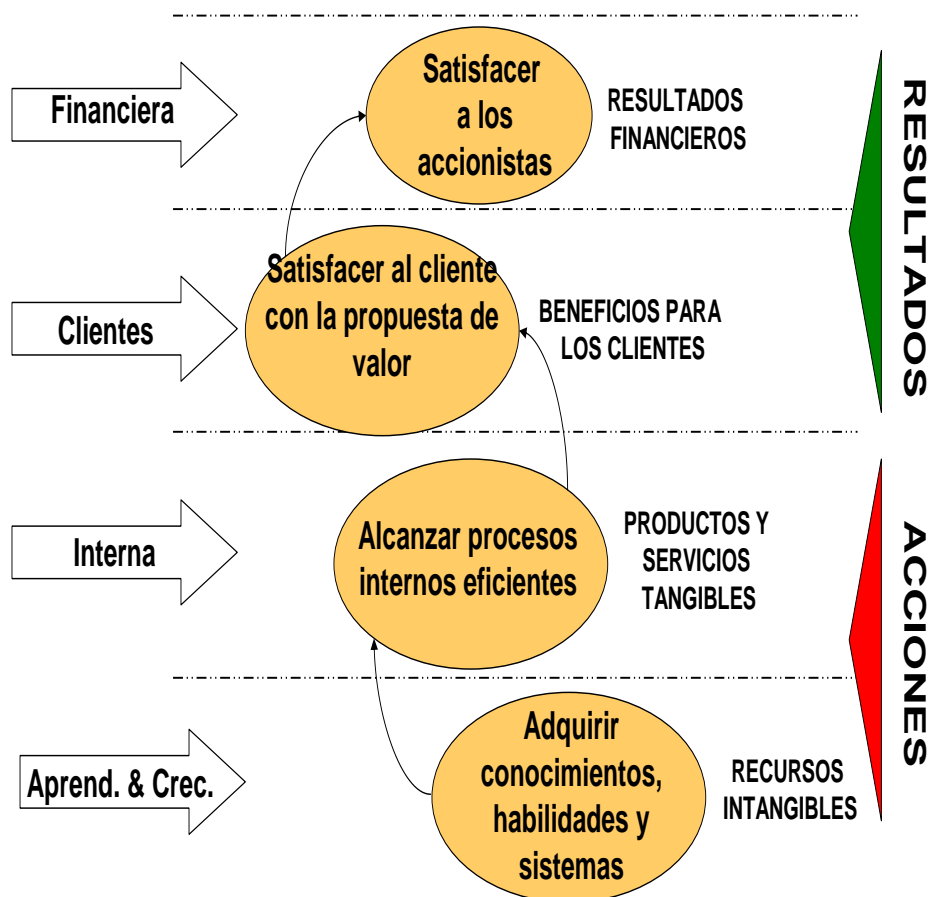 Financiera
Satisfacer
a los
accionistas
RESULTADOS
FINANCIEROS
Clientes
Satisfacer al cliente
con la propuesta de
valor
BENEFICIOS PARA
LOS CLIENTES
RESULTADOS
Interna
Alcanzar procesos
internos eficientes
PRODUCTOS Y
SERVICIOS
TANGIBLES
Aprend. & Crec.
Adquirir
conocimientos,
habilidades y
sistemas
RECURSOS
INTANGIBLES
ACCIONES